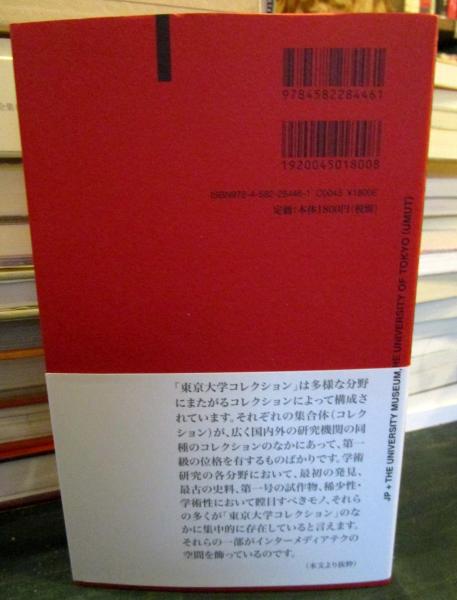 9784582284461
1920045018008
ISBN978-4-582-28446-1 C0045 ¥1800E
定価:本体1800円(税別)
JP + THE UNIVERSITY MUSEUM, THE UNIVERSITY OF TOKYO (UMUT)
「東京大学コレクション」は多様な分野
にまたがるコレクションによって構成さ
れています。それぞれの集合体(コレク
ション)が、広く国内外の研究機関の同
種のコレクションのなかにあって、第一
級の位格を有するものばかりです。学術
研究の各分野において、最初の発見、
最古の史料、第一号の試作物、稀少性・
学術性において瞠目すべきモノ、それら
の多くが「東京大学コレクション」のな
かに集中的に存在していると言えます。
それらの一部がインターメディアテクの
空間を飾っているのです。
(本文より抜粋)